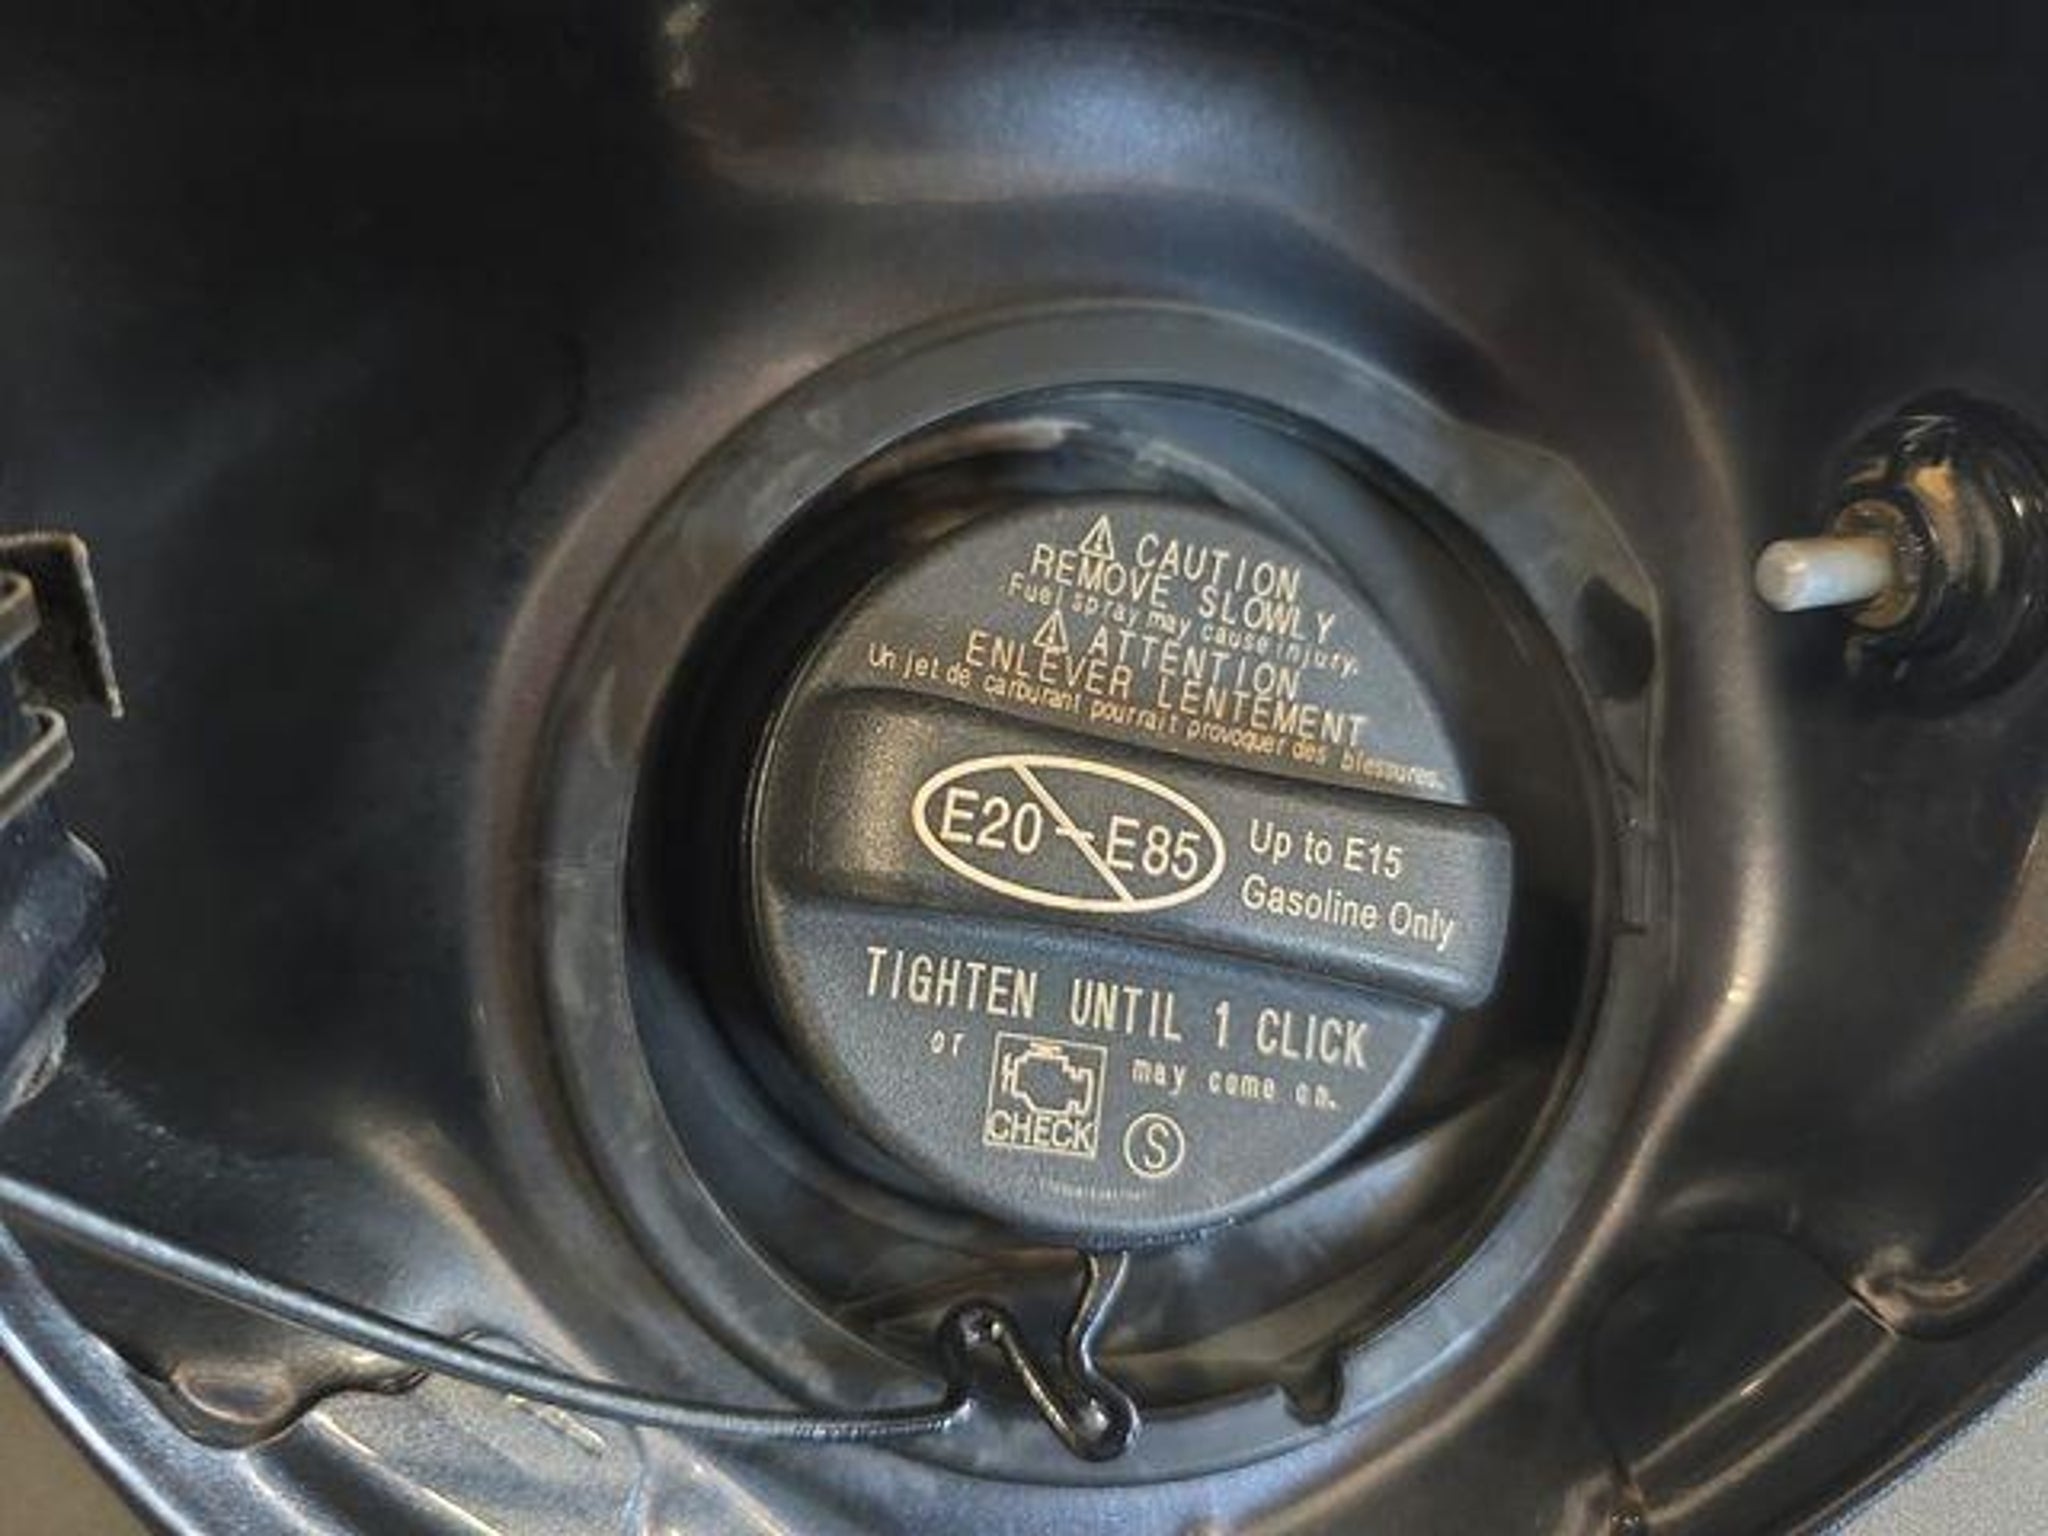 CAUTION
REMOVE SLOWLY
Fuel spray may cause injury.
ATTENTION
ENLEVER LENTEMENT
Un jet de carburant pourrait provoquer des blessures.
E20-E85
Up to E15
Gasoline Only
TIGHTEN UNTIL 1 CLICK
or
may come on.
CHECK
S